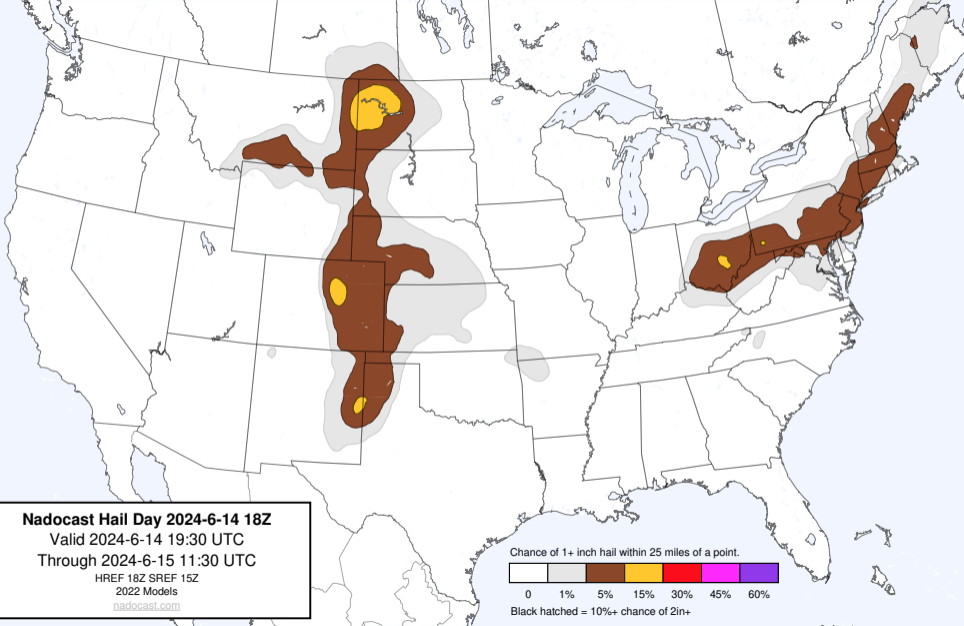 Nadocast Hail Day 2024-6-14 18Z
Valid 2024-6-14 19:30 UTC
Through 2024-6-15 11:30 UTC
HREF 18Z SREF 15Z
2022 Models
nadocast.com
Chance of 1+ inch hail within 25 miles of a point.
0 1% 5% 15% 30% 45% 60%
Black hatched = 10%+ chance of 2in+